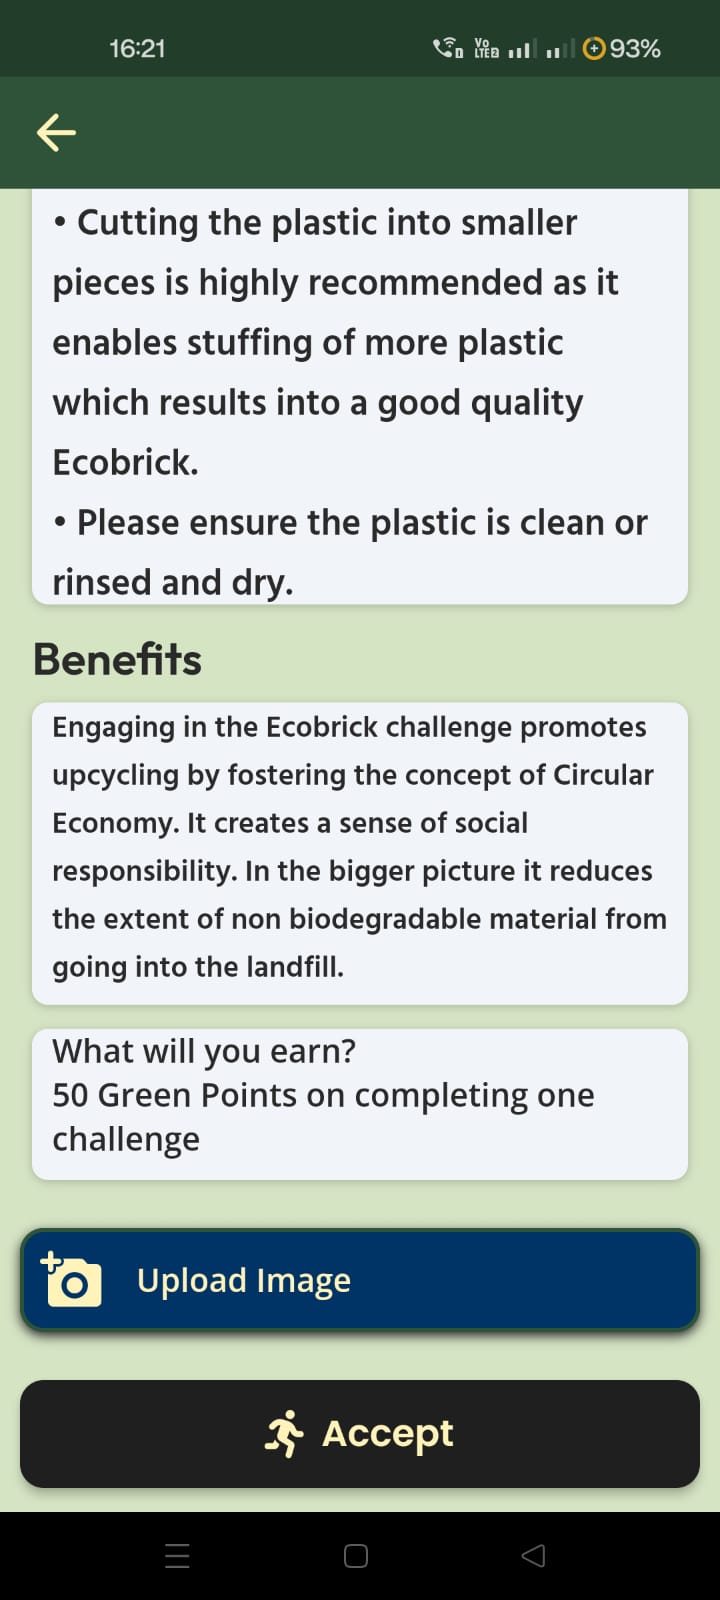 16:21
Vo
LTE2
93%
• Cutting the plastic into smaller
pieces is highly recommended as it
enables stuffing of more plastic
which results into a good quality
Ecobrick.
• Please ensure the plastic is clean or
rinsed and dry.
Benefits
Engaging in the Ecobrick challenge promotes
upcycling by fostering the concept of Circular
Economy. It creates a sense of social
responsibility. In the bigger picture it reduces
the extent of non biodegradable material from
going into the landfill.
What will you earn?
50 Green Points on completing one
challenge
Upload Image
Accept